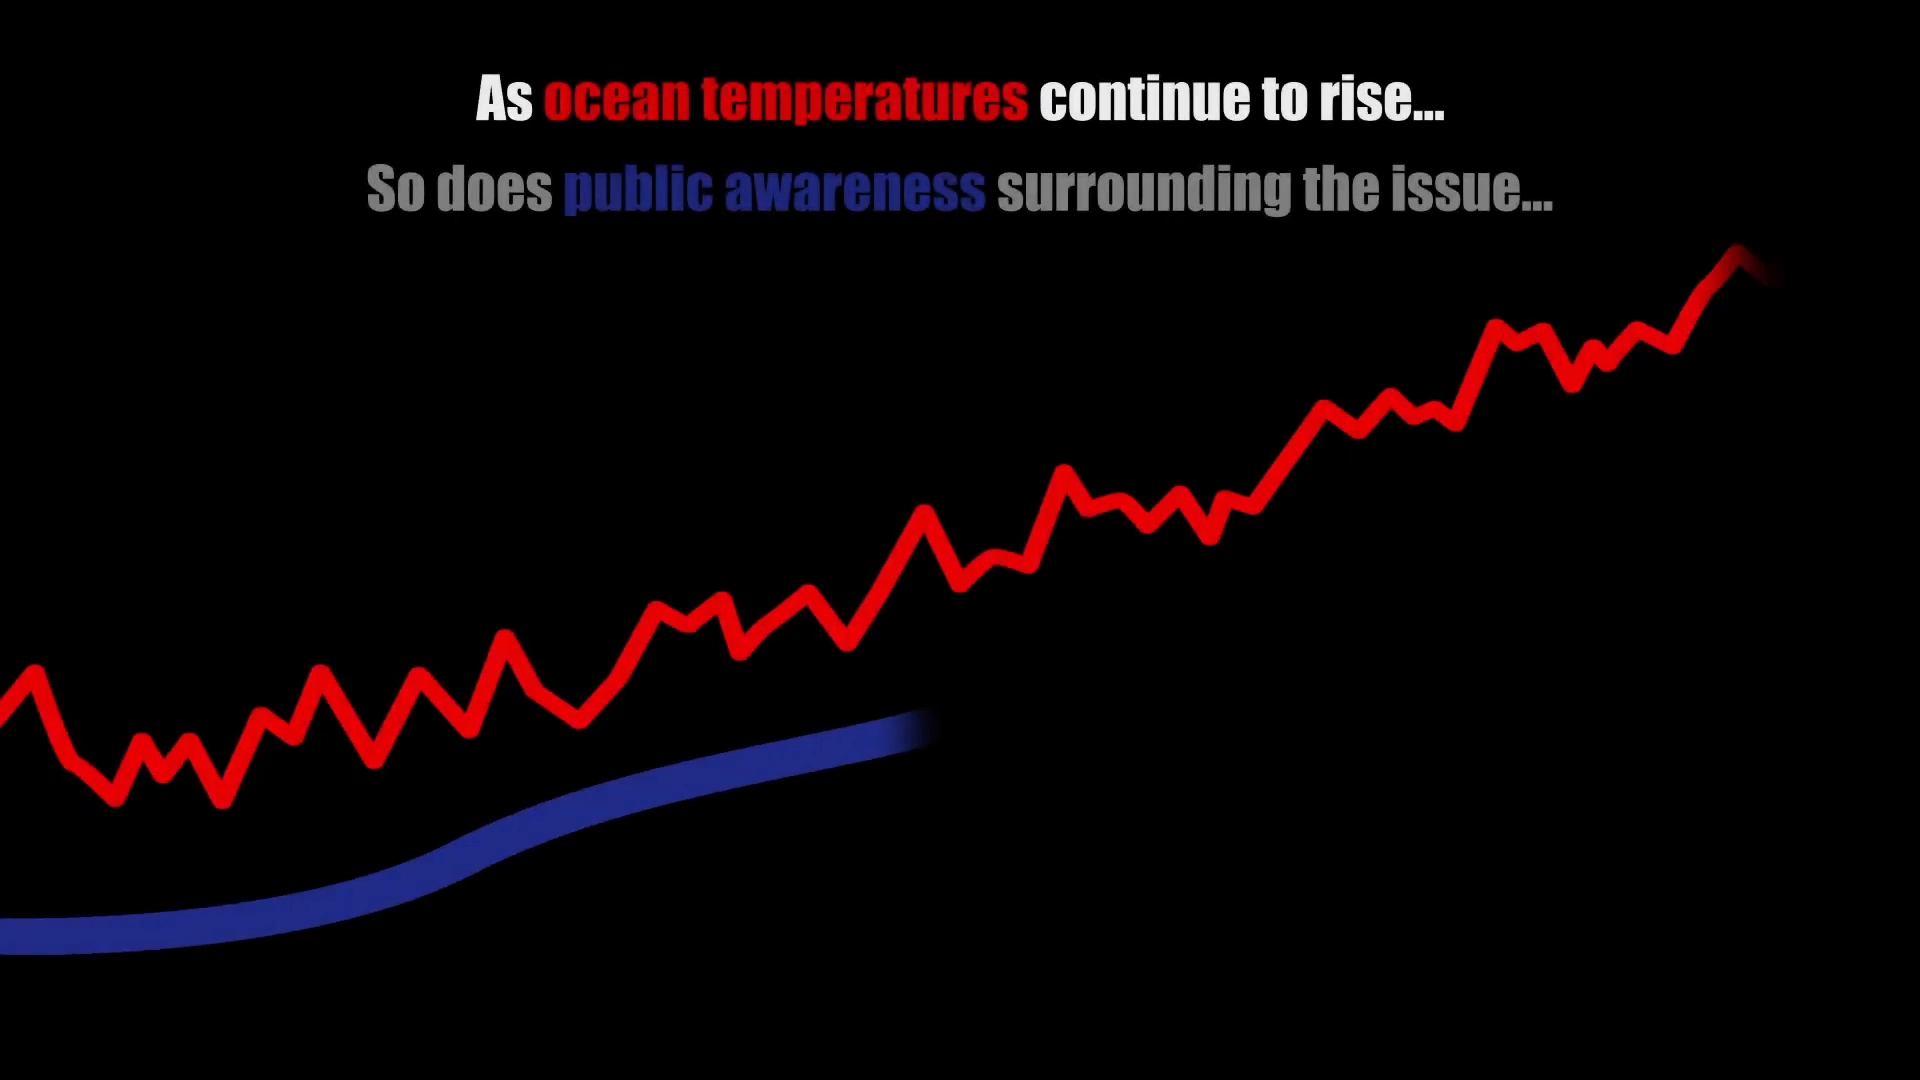 As ocean temperatures continue to rise...
So does public awareness surrounding the issue...